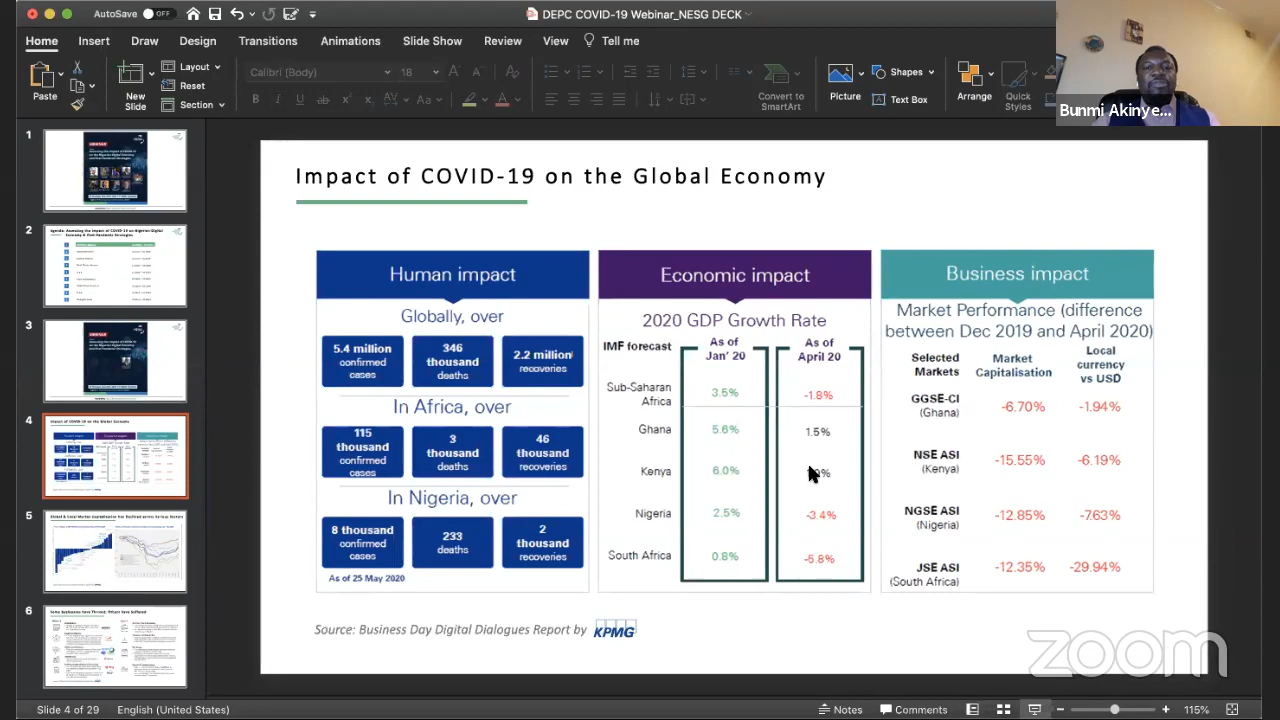 AutoSave OFF DEPC COVID-19 Webinar_NESG DECK
Home Insert Draw Design Transitions Animations Slide Show Review View Tell me
Paste
New
Slide
Layout
Reset
Section
Calibri (Body) 18
Convert to
SmartArt
Picture
Shapes
Text Box
Arrange
Quick
Styles
Bunmi Akinye...
1
2
3
4
5
6
Impact of COVID-19 on the Global Economy
Human impact
Globally, over
5.4 million
confirmed
cases
346
thousand
deaths
2.2 million
recoveries
In Africa, over
115
thousand
confirmed
cases
3
thousand
deaths
46
thousand
recoveries
In Nigeria, over
8 thousand
confirmed
cases
233
deaths
2
thousand
recoveries
As of 25 May 2020
Economic impact
2020 GDP Growth Rate
IMF forecast
As of
Jan' 20
As of
April 20
Sub-Saharan
Africa
3.5% -1.8%
Ghana 5.6% 1.5%
Kenya 6.0%
Nigeria 2.5% -3.4%
South Africa 0.8% -5.8%
Business impact
Market Performance (difference
between Dec 2019 and April 2020)
Selected
Markets
Market
Capitalisation
Local
currency
vs USD
GGSE-CI
(Ghana)
-6.70% -1.94%
NSE ASI
(Kenya)
-15.55% -6.19%
NGSE ASI
(Nigeria)
-12.85% -7.63%
JSE ASI
(South Africa)
-12.35% -29.94%
Source: Business Day Digital Dialogues Report by KPMG
zoom
Slide 4 of 29 English (United States) Notes Comments 115%